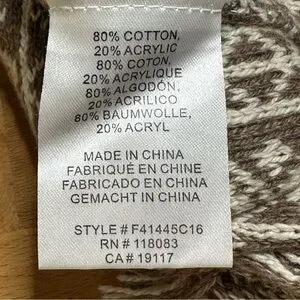 80% COTTON,
20% ACRYLIC
80% COTON,
20% ACRYLIQUE
80% ALGODÓN,
20% ACRILICO
80% BAUMWOLLE,
20% ACRYL
MADE IN CHINA
FABRIQUÉ EN CHINE
FABRICADO EN CHINA
GEMACHT IN CHINA
STYLE # F41445C16
RN # 118083
CA # 19117